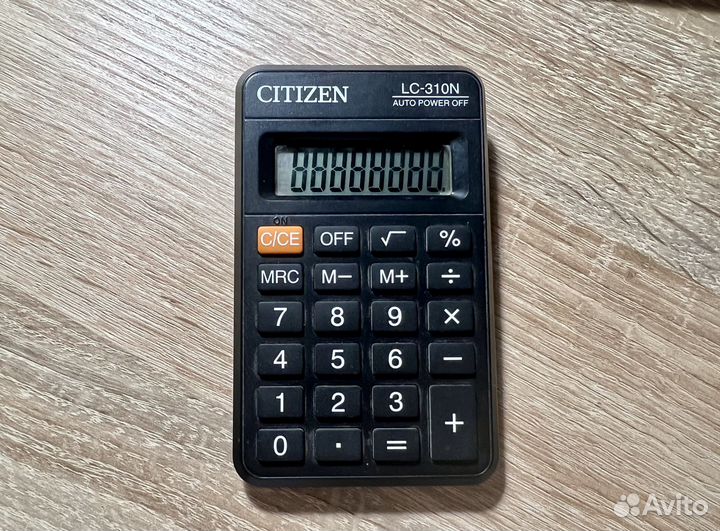 CITIZEN
LC-310N
AUTO POWER OFF
88888888
ON
C/CE OFF √ %
MRC M− M+ ÷
7 8 9 ×
4 5 6 −
1 2 3
+
0 . =
Avito